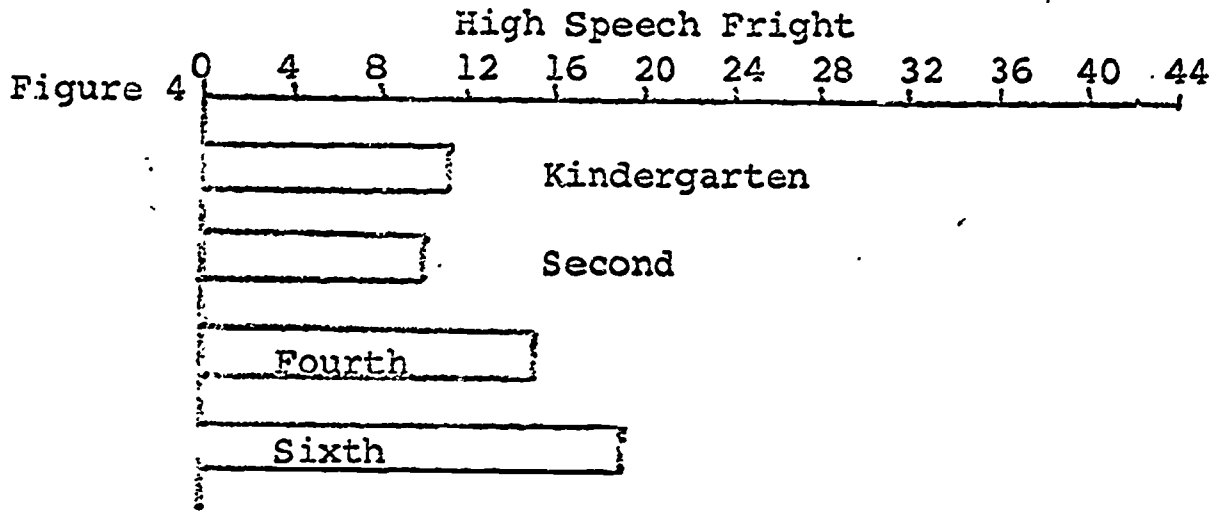 High Speech Fright
0 4 8 12 16 20 24 28 32 36 40 44
Figure 4
Kindergarten
Second
Fourth
Sixth